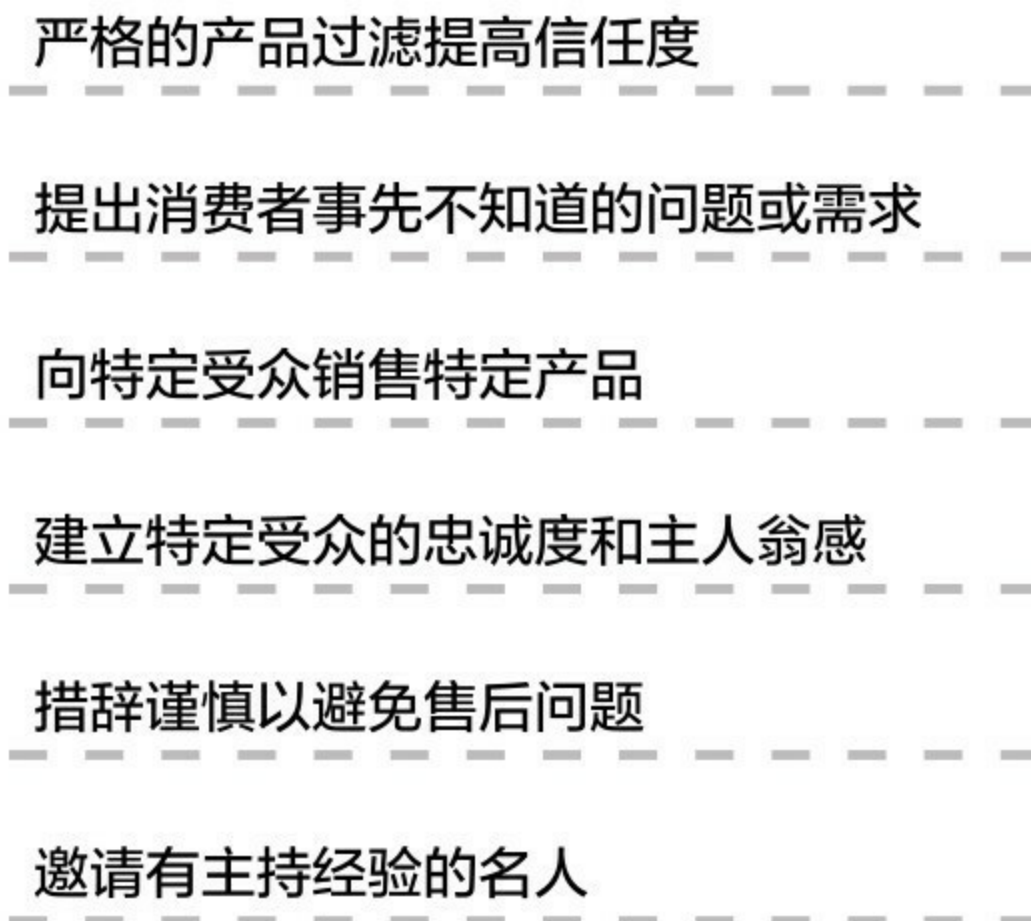 严格的产品过滤提高信任度
提出消费者事先不知道的问题或需求
向特定受众销售特定产品
建立特定受众的忠诚度和主人翁感
措辞谨慎以避免售后问题
邀请有主持经验的名人